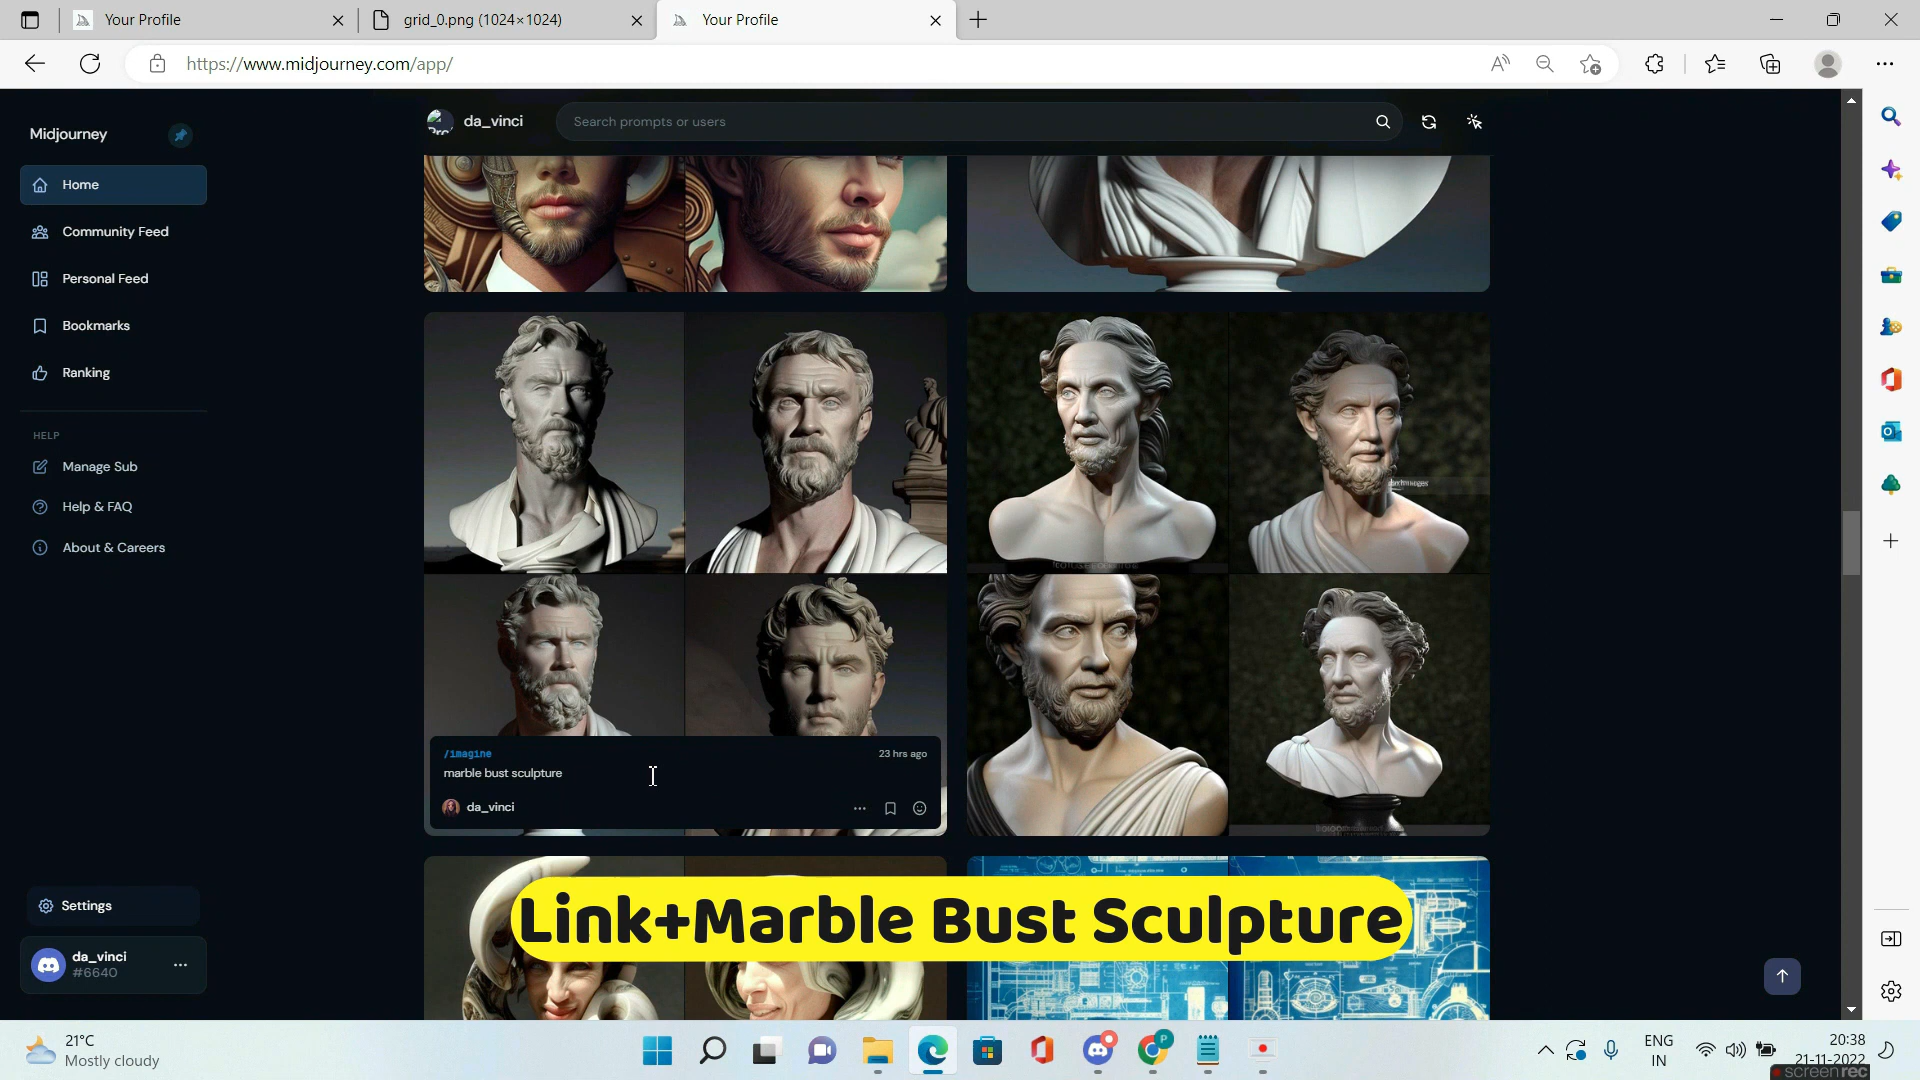 Your Profile
grid_0.png (1024×1024)
Your Profile
https://www.midjourney.com/app/
Midjourney
da_vinci
Search prompts or users
Home
Community Feed
Personal Feed
Bookmarks
Ranking
HELP
Manage Sub
Help & FAQ
About & Careers
/imagine
23 hrs ago
marble bust sculpture
da_vinci
Link+Marble Bust Sculpture
Settings
da_vinci
#6640
21°C
Mostly cloudy
ENG
IN
20:38
21-11-2022
screenrec